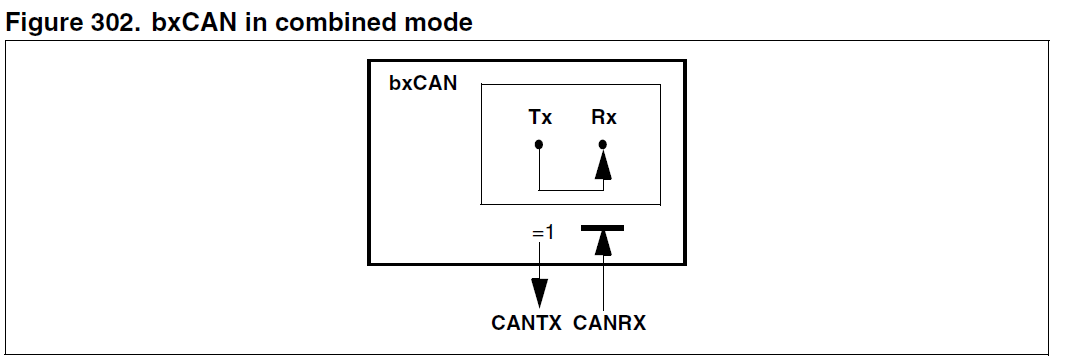 Figure 302. bxCAN in combined mode
bxCAN
Tx Rx
=1
CANTX CANRX